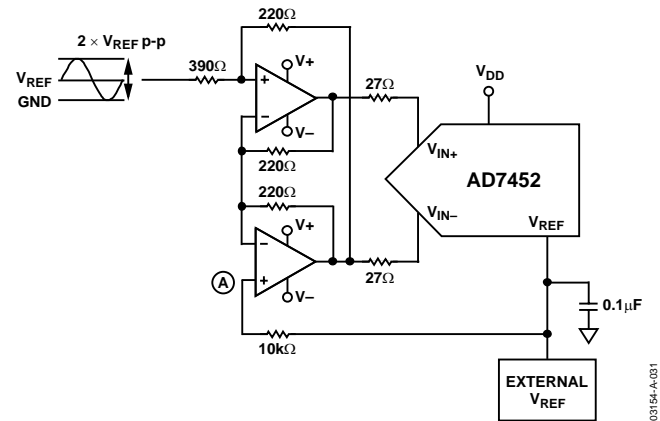 2 × VREF p-p
VREF
GND
390Ω
220Ω
+
V+
−
V−
220Ω
220Ω
−
V+
+
V−
A
10kΩ
27Ω
27Ω
VDD
VIN+
AD7452
VIN−
VREF
0.1µF
EXTERNAL
VREF
03154-A-031